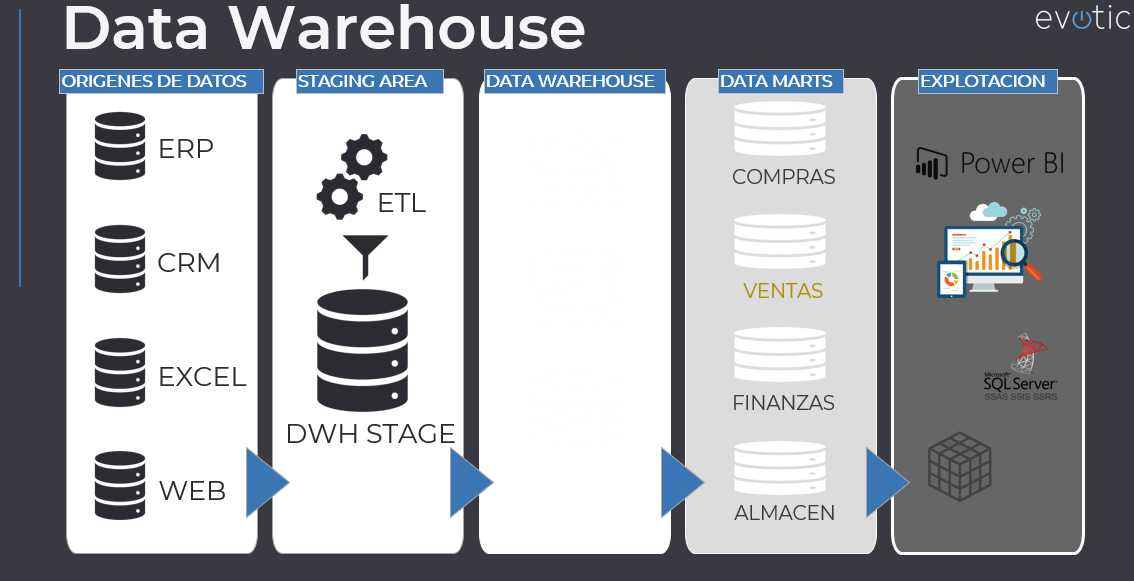 Data Warehouse
evotic
ORIGENES DE DATOS
ERP
CRM
EXCEL
WEB
STAGING AREA
ETL
DWH STAGE
DATA WAREHOUSE
DATA MARTS
COMPRAS
VENTAS
FINANZAS
ALMACEN
EXPLOTACION
Power BI
Microsoft
SQL Server
SSAS SSIS SSRS